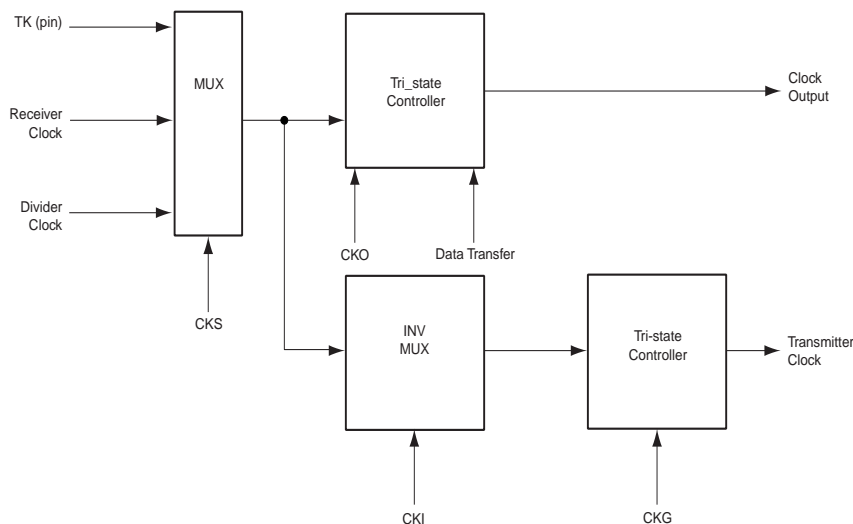 TK (pin)
MUX
Tri_state
Controller
Clock
Output
Receiver
Clock
Divider
Clock
CKO
Data Transfer
CKS
INV
MUX
Tri-state
Controller
Transmitter
Clock
CKI
CKG